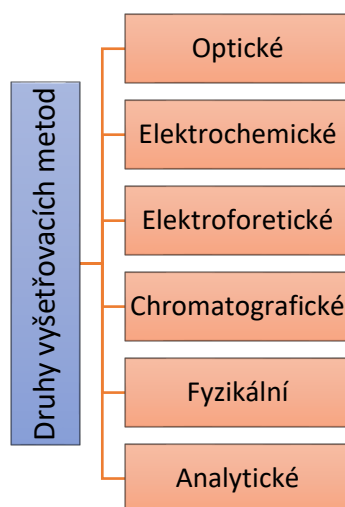 Druhy vyšetřovacích metod
Optické
Elektrochemické
Elektroforetické
Chromatografické
Fyzikální
Analytické